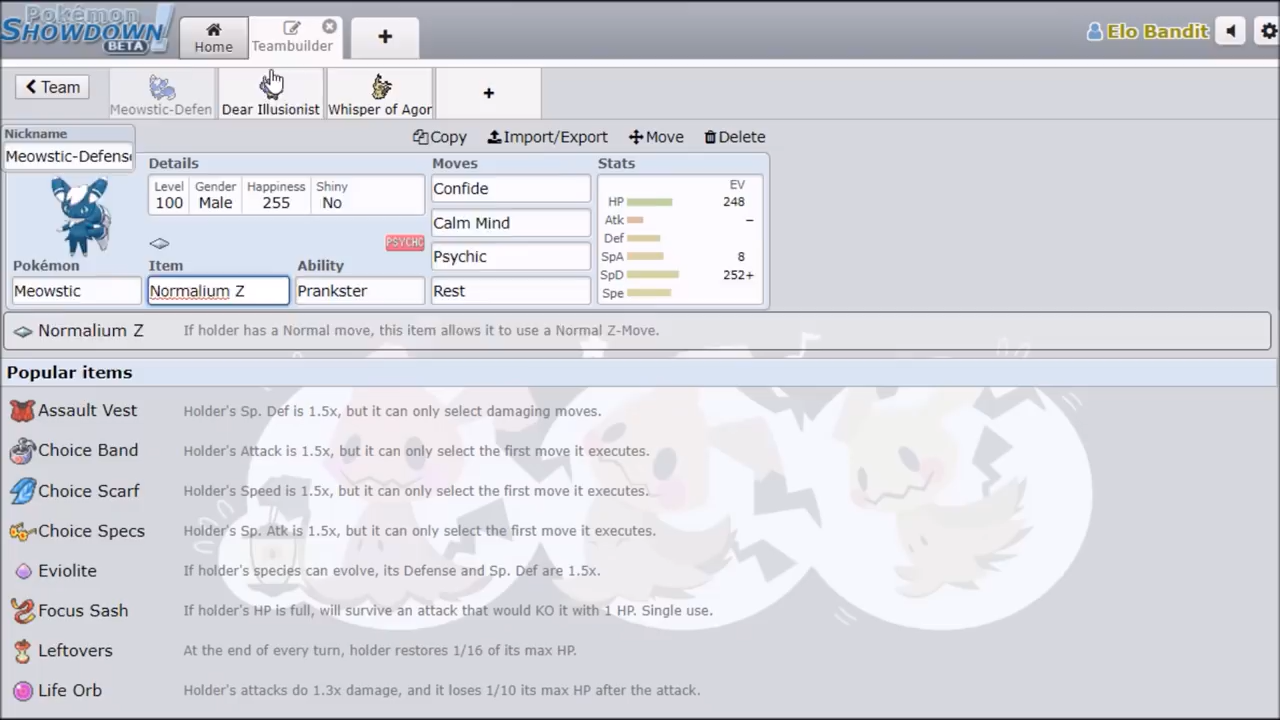 Pokémon
SHOWDOWN!
BETA
Home
Teambuilder
+
Elo Bandit
Team
Meowstic-Defen
Dear Illusionist
Whisper of Agor
+
Copy
Import/Export
Move
Delete
Nickname
Meowstic-Defense
Details
Moves
Stats
Level
Gender
Happiness
Shiny
100
Male
255
No
PSYCHC
Confide
Calm Mind
Psychic
Rest
EV
HP 248
Atk –
Def
SpA 8
SpD 252+
Spe
Pokémon
Item
Ability
Meowstic
Normalium Z
Prankster
Normalium Z If holder has a Normal move, this item allows it to use a Normal Z-Move.
Popular items
Assault Vest Holder's Sp. Def is 1.5x, but it can only select damaging moves.
Choice Band Holder's Attack is 1.5x, but it can only select the first move it executes.
Choice Scarf Holder's Speed is 1.5x, but it can only select the first move it executes.
Choice Specs Holder's Sp. Atk is 1.5x, but it can only select the first move it executes.
Eviolite If holder's species can evolve, its Defense and Sp. Def are 1.5x.
Focus Sash If holder's HP is full, will survive an attack that would KO it with 1 HP. Single use.
Leftovers At the end of every turn, holder restores 1/16 of its max HP.
Life Orb Holder's attacks do 1.3x damage, and it loses 1/10 its max HP after the attack.